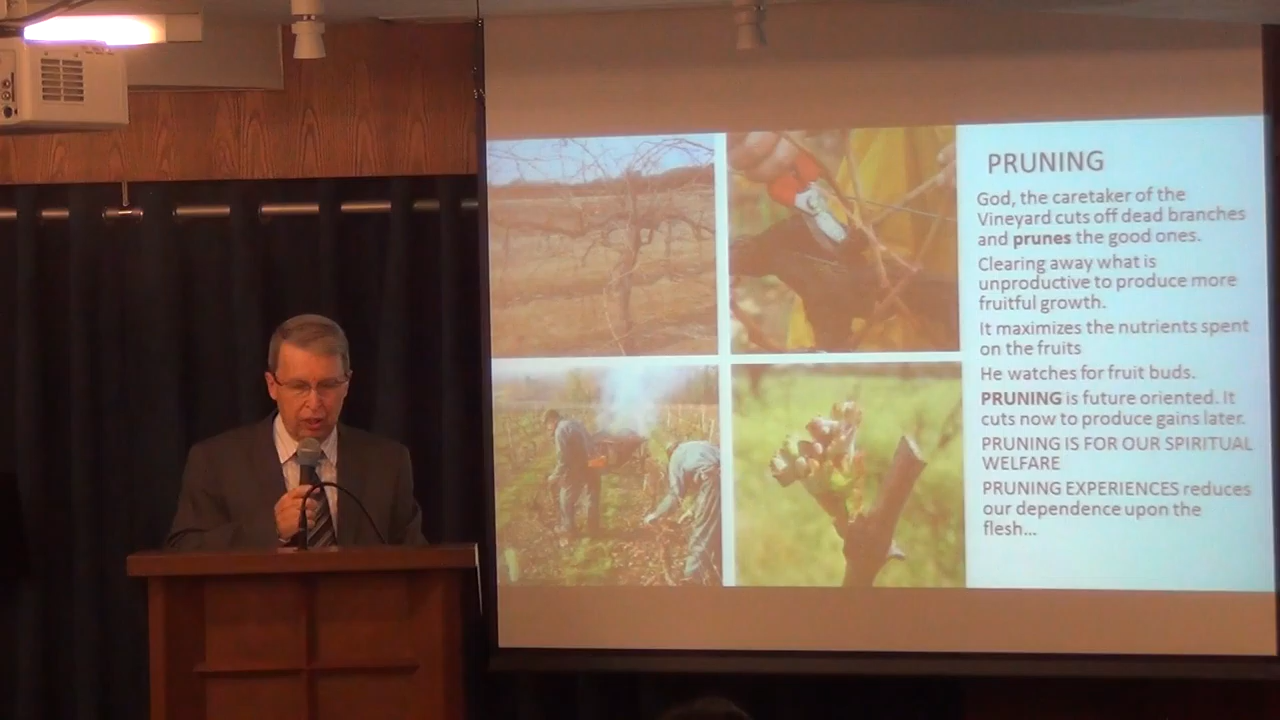 PRUNING
God, the caretaker of the
Vineyard cuts off dead branches
and prunes the good ones.
Clearing away what is
unproductive to produce more
fruitful growth.
It maximizes the nutrients spent
on the fruits
He watches for fruit buds.
PRUNING is future oriented. It
cuts now to produce gains later.
PRUNING IS FOR OUR SPIRITUAL
WELFARE
PRUNING EXPERIENCES reduces
our dependence upon the
flesh...